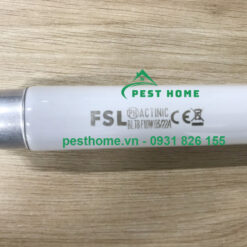 PEST HOME
FSL ACTINIC CE
pesthome.vn - 0931 826 155